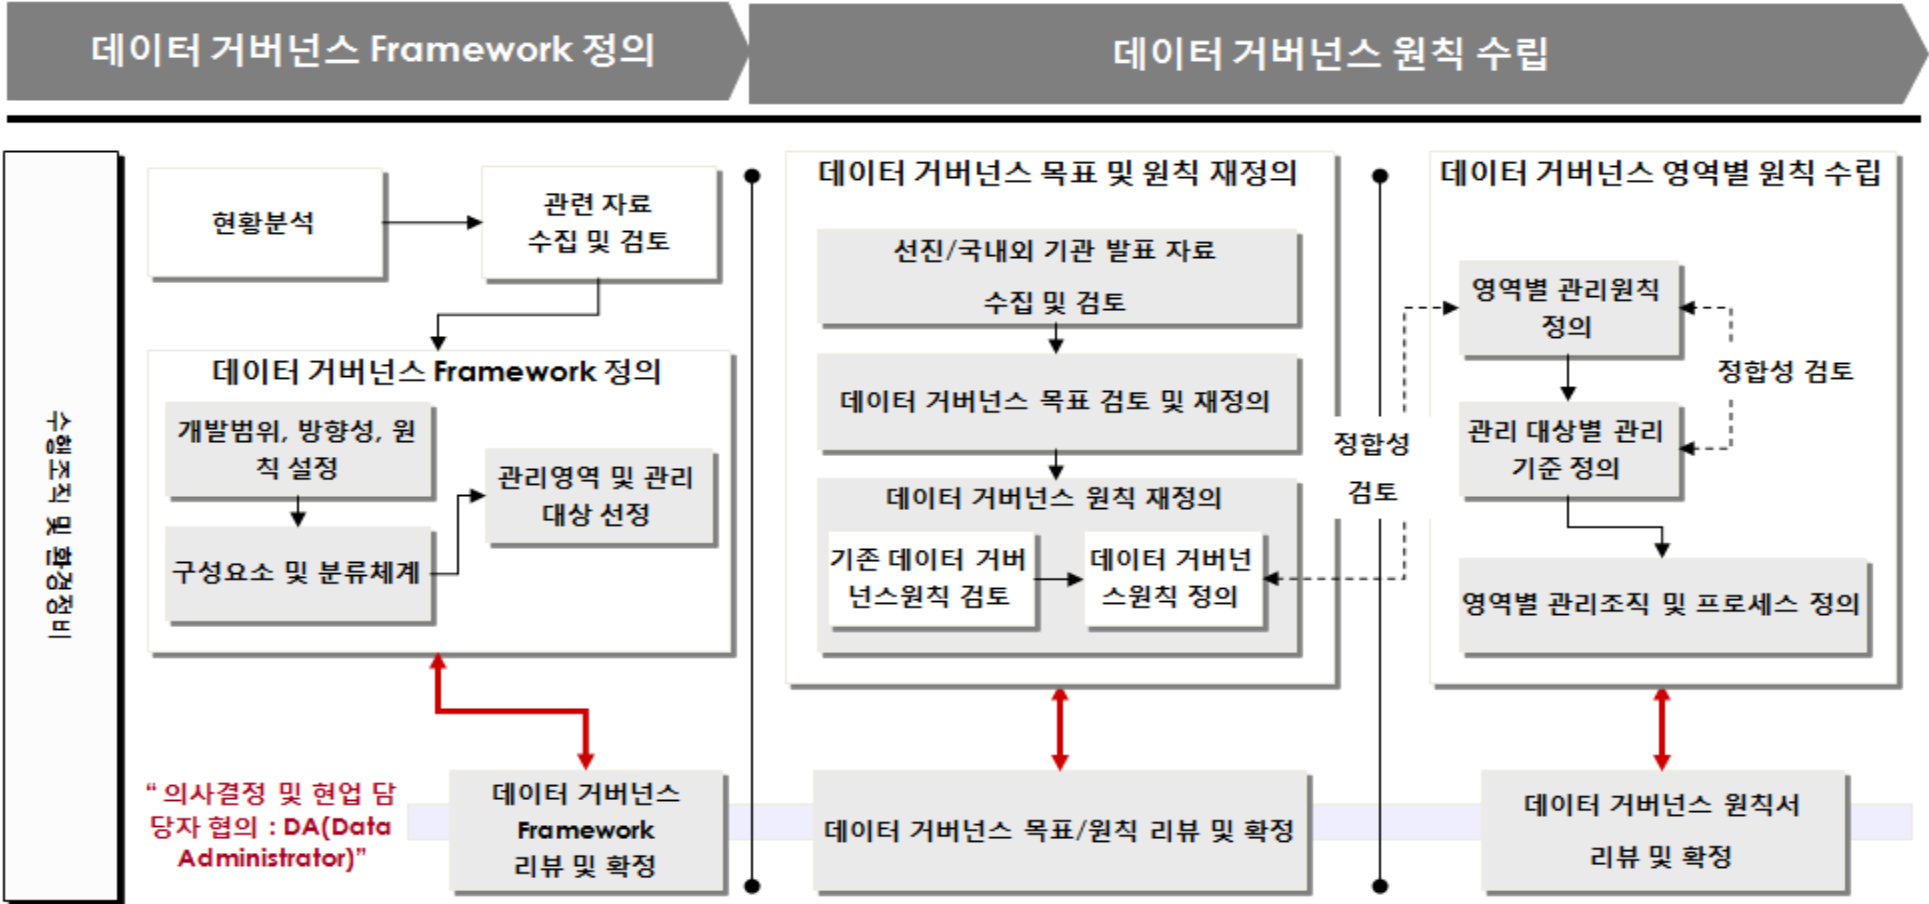 데이터 거버넌스 Framework 정의
데이터 거버넌스 원칙 수립
수행조직 및 환경정비
현황분석
관련 자료
수집 및 검토
데이터 거버넌스 Framework 정의
개발범위, 방향성, 원
칙 설정
구성요소 및 분류체계
관리영역 및 관리
대상 선정
“ 의사결정 및 현업 담
당자 협의 : DA(Data
Administrator)”
데이터 거버넌스
Framework
리뷰 및 확정
데이터 거버넌스 목표 및 원칙 재정의
선진/국내외 기관 발표 자료
수집 및 검토
데이터 거버넌스 목표 검토 및 재정의
데이터 거버넌스 원칙 재정의
기존 데이터 거버
넌스원칙 검토
데이터 거버넌
스원칙 정의
데이터 거버넌스 목표/원칙 리뷰 및 확정
정합성
검토
데이터 거버넌스 영역별 원칙 수립
영역별 관리원칙
정의
정합성 검토
관리 대상별 관리
기준 정의
영역별 관리조직 및 프로세스 정의
데이터 거버넌스 원칙서
리뷰 및 확정